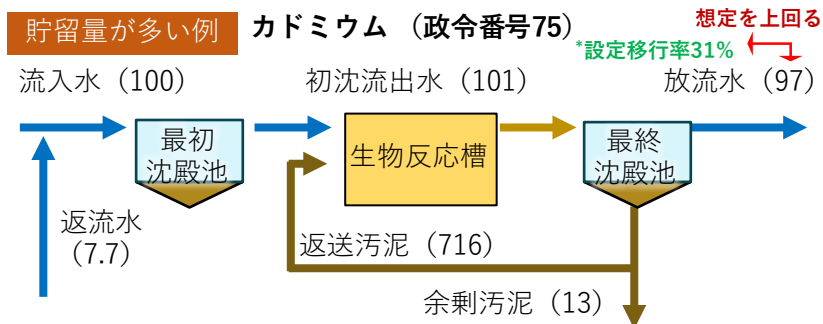 貯留量が多い例
カドミウム （政令番号75）
想定を上回る
*設定移行率31%
流入水（100）
初沈流出水（101）
放流水（97）
最初
沈殿池
生物反応槽
最終
沈殿池
返流水
（7.7）
返送汚泥（716）
余剰汚泥（13）